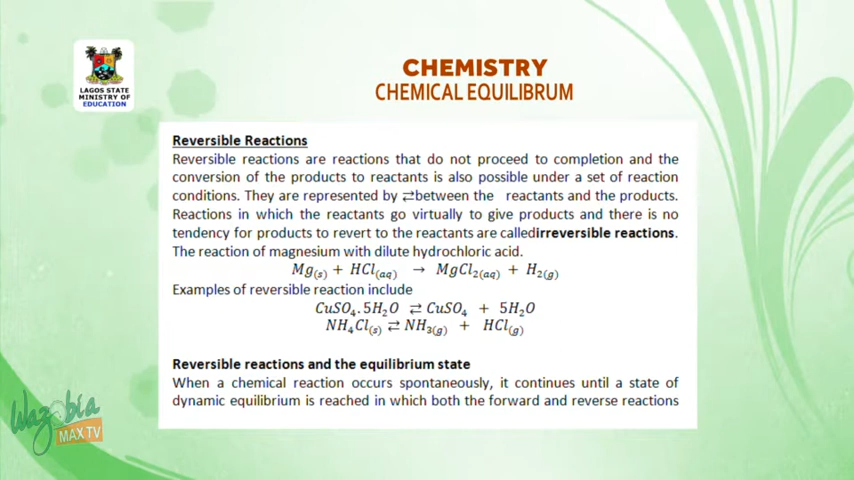 LAGOS STATE
MINISTRY OF
EDUCATION
CHEMISTRY
CHEMICAL EQUILIBRUM
Reversible Reactions
Reversible reactions are reactions that do not proceed to completion and the
conversion of the products to reactants is also possible under a set of reaction
conditions. They are represented by ⇄between the reactants and the products.
Reactions in which the reactants go virtually to give products and there is no
tendency for products to revert to the reactants are calledirreversible reactions.
The reaction of magnesium with dilute hydrochloric acid.
Mg(s) + HCl(aq) → MgCl2(aq) + H2(g)
Examples of reversible reaction include
CuSO4.5H2O ⇄ CuSO4 + 5H2O
NH4Cl(s) ⇄ NH3(g) + HCl(g)
Reversible reactions and the equilibrium state
When a chemical reaction occurs spontaneously, it continues until a state of
dynamic equilibrium is reached in which both the forward and reverse reactions
Wazobia
MAX TV